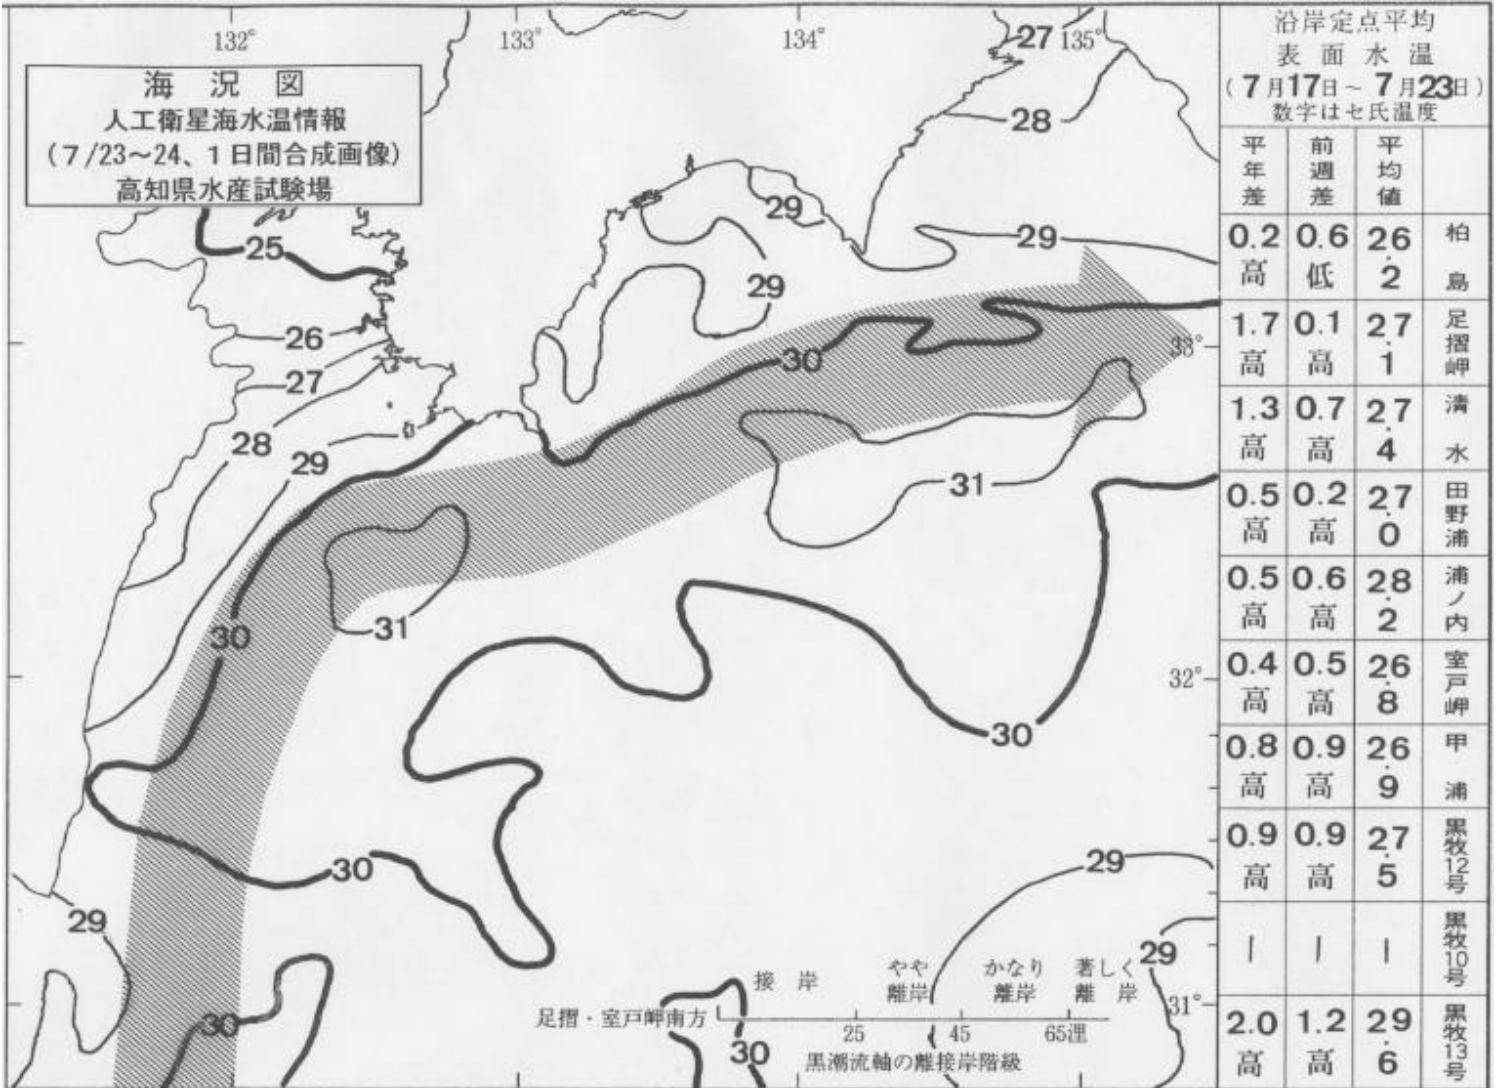 132°
133°
134°
135°
海況図
人工衛星海水温情報
(7/23～24、1日間合成画像)
高知県水産試験場
27
28
29
29
29
25
26
27
28
29
30
33°
31
31
30
32°
30
30
29
29
29
30
30
31°
接岸 やや離岸 かなり離岸 著しく離岸
足摺・室戸岬南方
25 45 65浬
黒潮流軸の離接岸階級
沿岸定点平均
表面水温
(7月17日～7月23日)
数字はセ氏温度
平年差 前週差 平均値
0.2高 0.6低 26.2 柏島
1.7高 0.1高 27.1 足摺岬
1.3高 0.7高 27.4 清水
0.5高 0.2高 27.0 田野浦
0.5高 0.6高 28.2 浦ノ内
0.4高 0.5高 26.8 室戸岬
0.8高 0.9高 26.9 甲浦
0.9高 0.9高 27.5 黒牧12号
ー ー ー 黒牧10号
2.0高 1.2高 29.6 黒牧13号